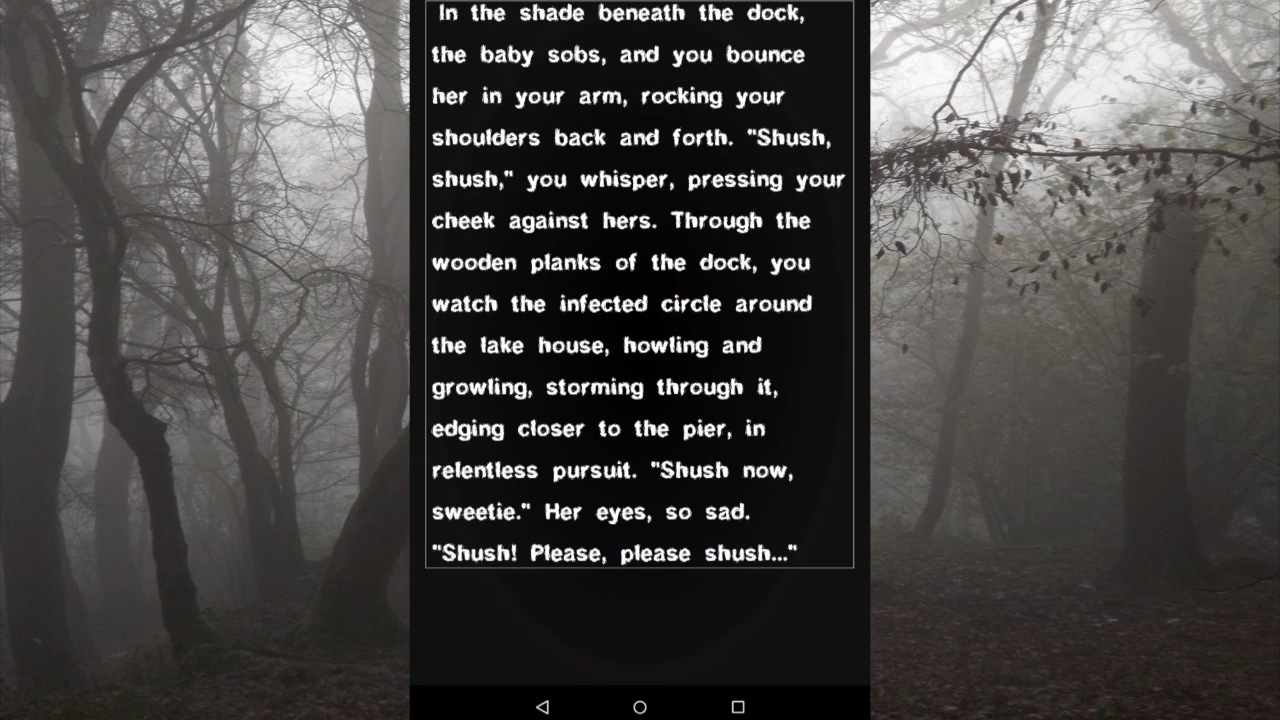 In the shade beneath the dock,
the baby sobs, and you bounce
her in your arm, rocking your
shoulders back and forth. "Shush,
shush," you whisper, pressing your
cheek against hers. Through the
wooden planks of the dock, you
watch the infected circle around
the lake house, howling and
growling, storming through it,
edging closer to the pier, in
relentless pursuit. "Shush now,
sweetie." Her eyes, so sad.
"Shush! Please, please shush..."